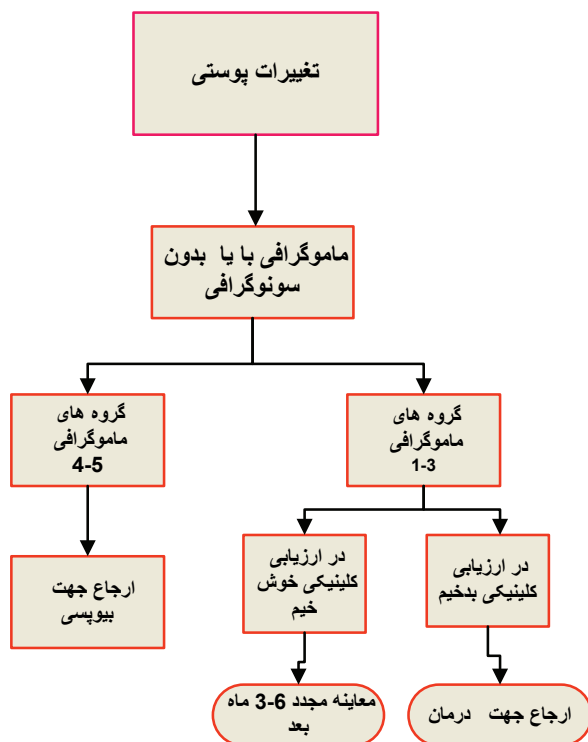 تغییرات پوستی
ماموگرافی با یا بدون
سونوگرافی
گروه های
ماموگرافی
4-5
گروه های
ماموگرافی
1-3
ارجاع جهت
بیوپسی
در ارزیابی
کلینیکی خوش
خیم
در ارزیابی
کلینیکی بدخیم
معاینه مجدد 6-3 ماه
بعد
ارجاع جهت درمان